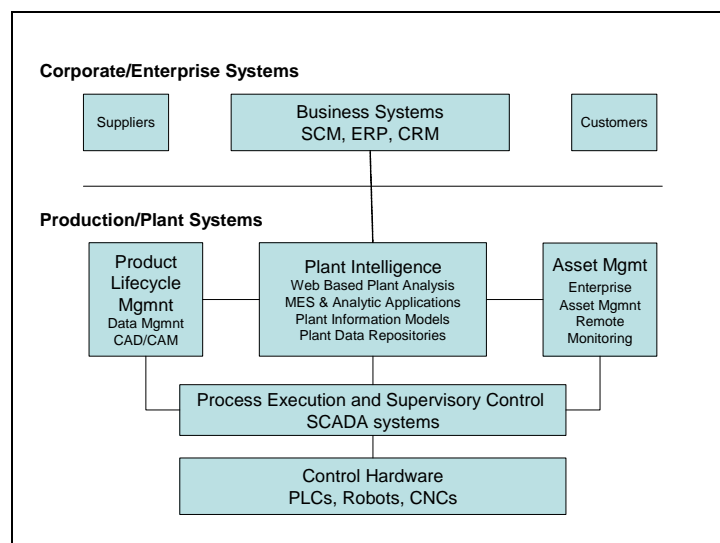 Corporate/Enterprise Systems
Suppliers
Business Systems
SCM, ERP, CRM
Customers
Production/Plant Systems
Product
Lifecycle
Mgmnt
Data Mgmnt
CAD/CAM
Plant Intelligence
Web Based Plant Analysis
MES & Analytic Applications
Plant Information Models
Plant Data Repositories
Asset Mgmt
Enterprise
Asset Mgmnt
Remote
Monitoring
Process Execution and Supervisory Control
SCADA systems
Control Hardware
PLCs, Robots, CNCs